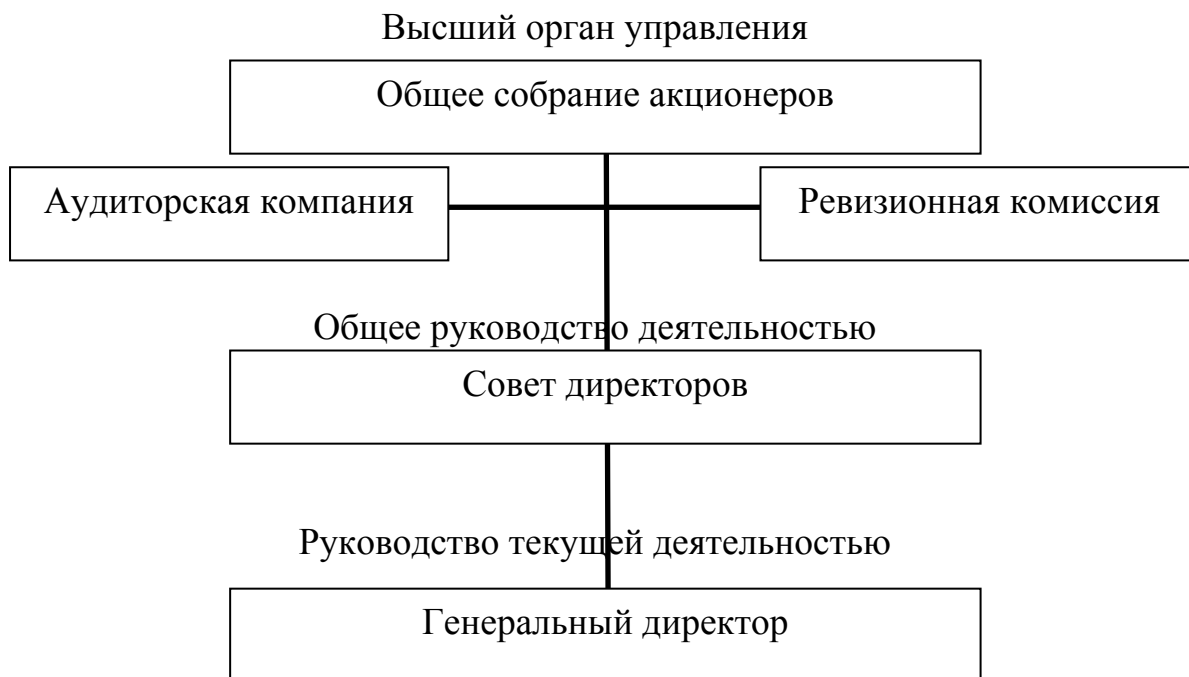 Высший орган управления
Общее собрание акционеров
Аудиторская компания
Ревизионная комиссия
Общее руководство деятельностью
Совет директоров
Руководство текущей деятельностью
Генеральный директор